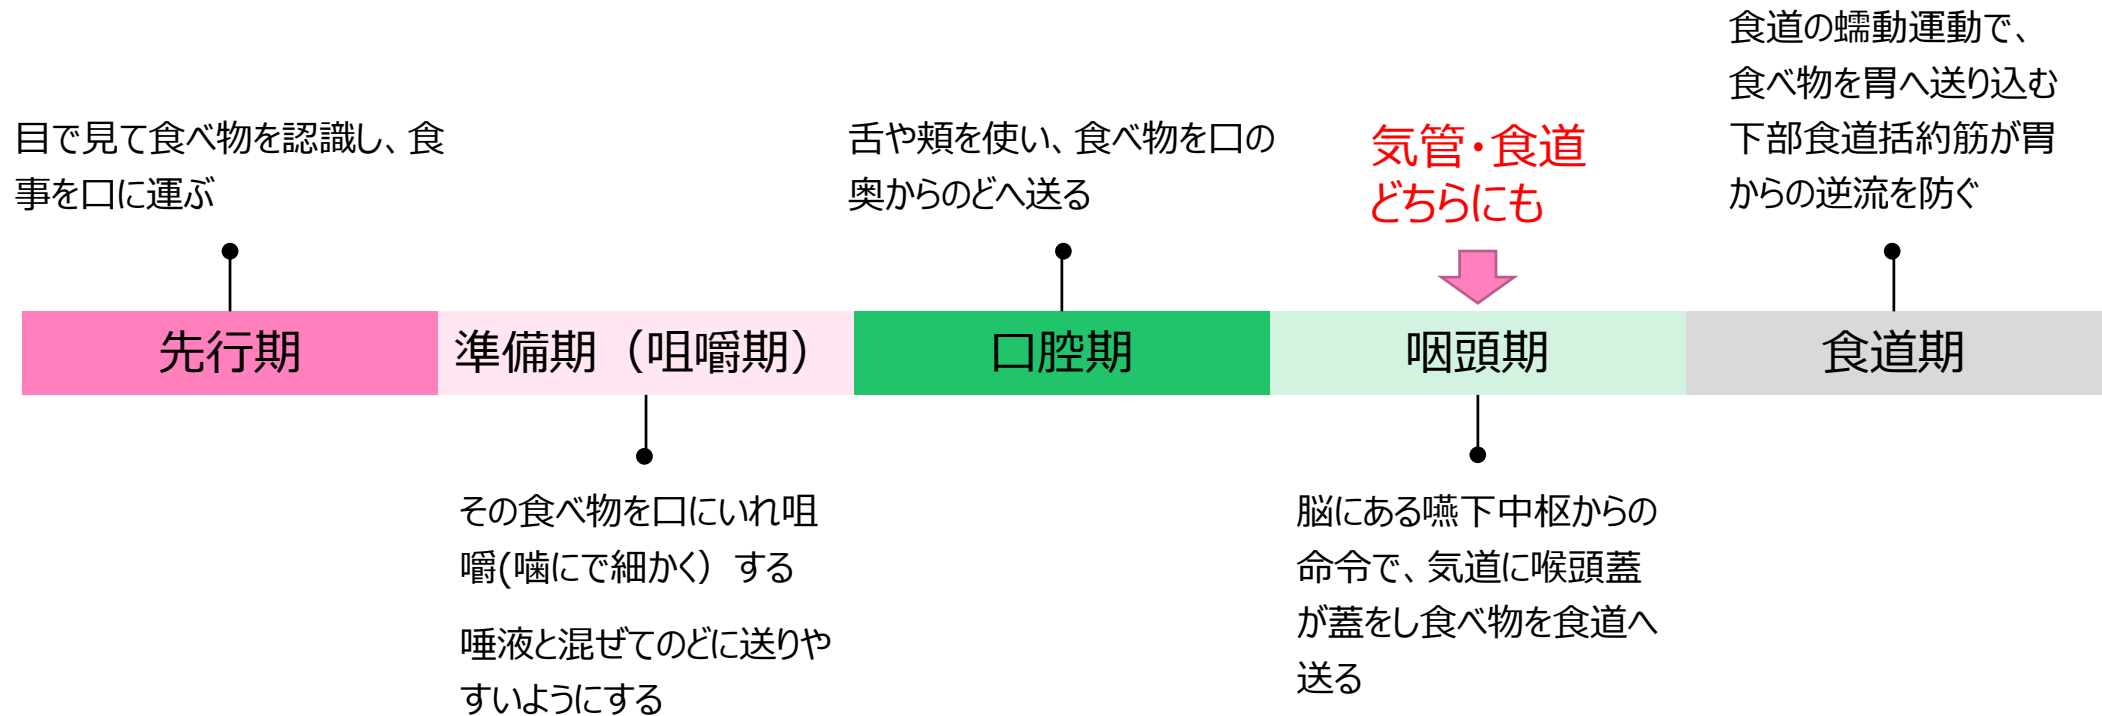 目で見て食べ物を認識し、食
事を口に運ぶ
舌や頬を使い、食べ物を口の
奥からのどへ送る
気管・食道
どちらにも
食道の蠕動運動で、
食べ物を胃へ送り込む
下部食道括約筋が胃
からの逆流を防ぐ
先行期
準備期（咀嚼期）
口腔期
咽頭期
食道期
その食べ物を口にいれ咀
嚼(噛にで細かく）する
唾液と混ぜてのどに送りや
すいようにする
脳にある嚥下中枢からの
命令で、気道に喉頭蓋
が蓋をし食べ物を食道へ
送る